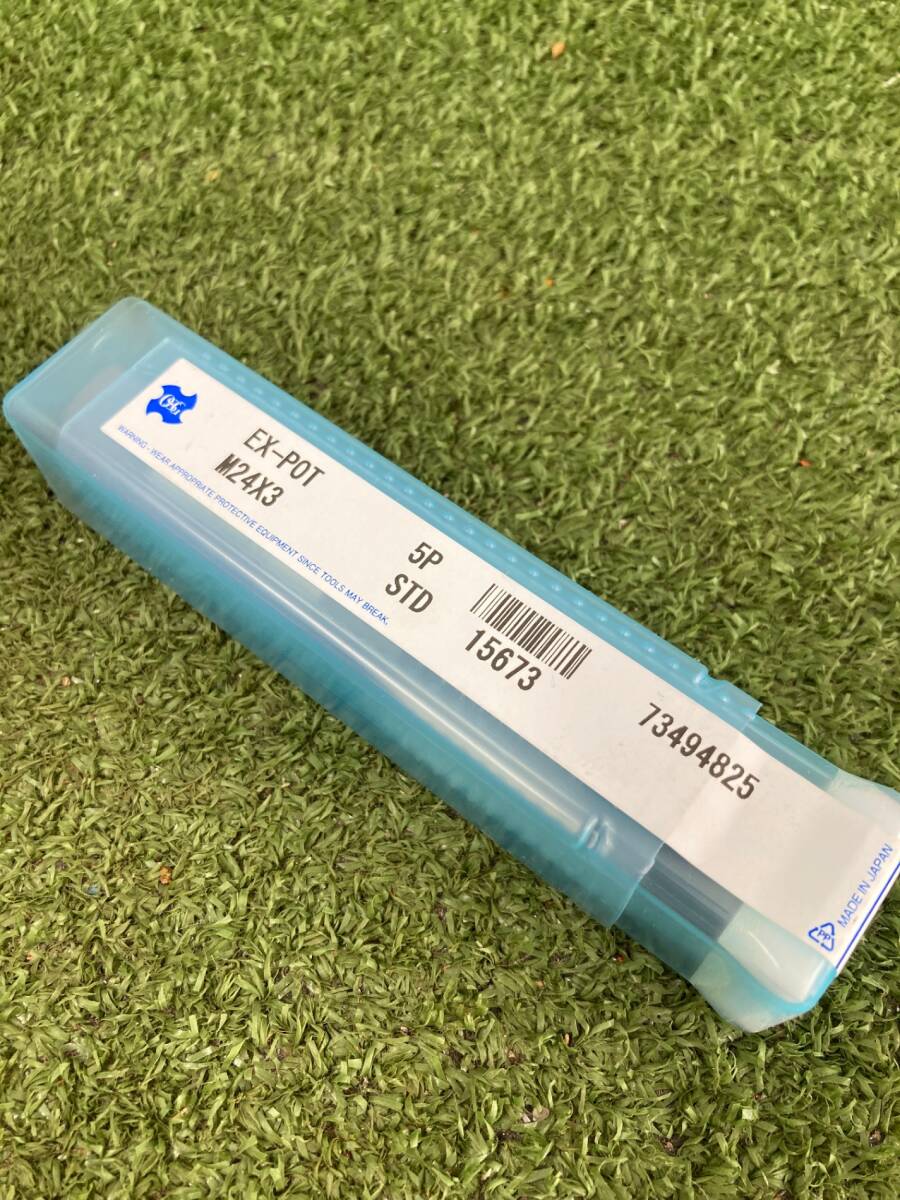 OSG
EX-POT
M24X3
5P
STD
15673
73494825
WARNING - WEAR APPROPRIATE PROTECTIVE EQUIPMENT SINCE TOOLS MAY BREAK.
PP
MADE IN JAPAN